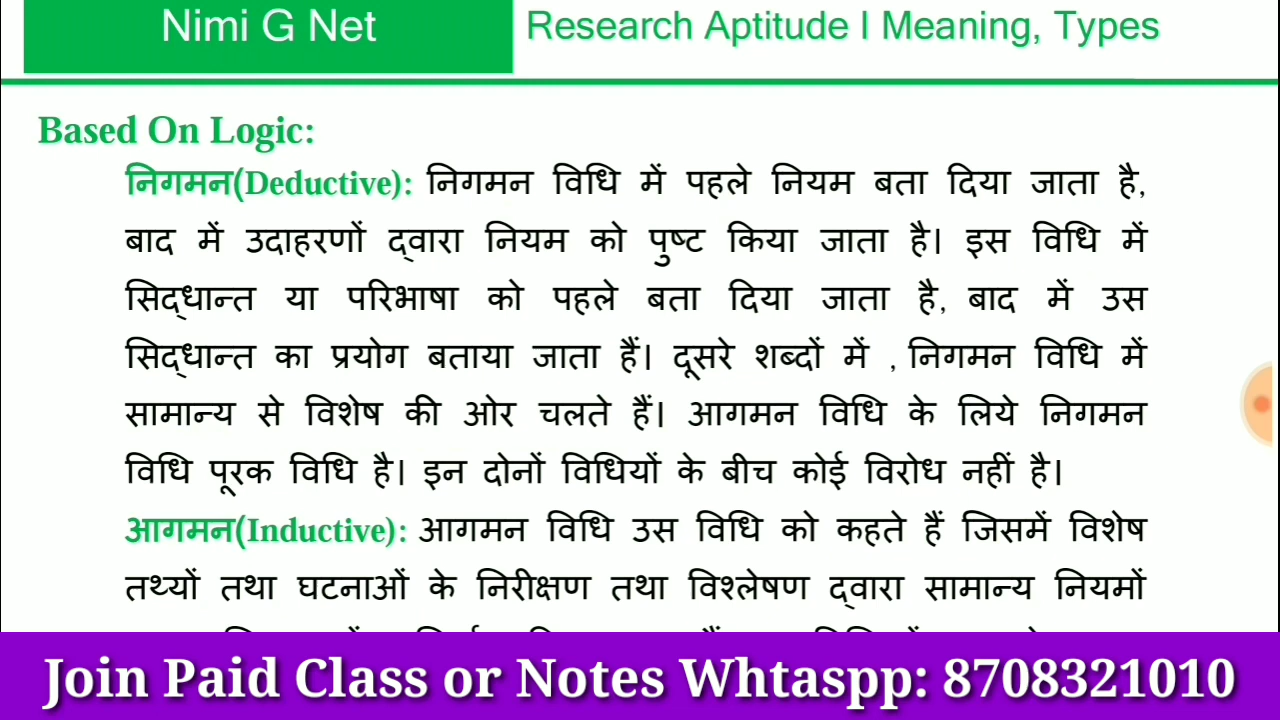 Nimi G Net
Research Aptitude I Meaning, Types
Based On Logic:
निगमन(Deductive): निगमन विधि में पहले नियम बता दिया जाता है,
बाद में उदाहरणों द्वारा नियम को पुष्ट किया जाता है। इस विधि में
सिद्धान्त या परिभाषा को पहले बता दिया जाता है, बाद में उस
सिद्धान्त का प्रयोग बताया जाता हैं। दूसरे शब्दों में , निगमन विधि में
सामान्य से विशेष की ओर चलते हैं। आगमन विधि के लिये निगमन
विधि पूरक विधि है। इन दोनों विधियों के बीच कोई विरोध नहीं है।
आगमन(Inductive): आगमन विधि उस विधि को कहते हैं जिसमें विशेष
तथ्यों तथा घटनाओं के निरीक्षण तथा विश्लेषण द्वारा सामान्य नियमों
Join Paid Class or Notes Whtaspp: 8708321010